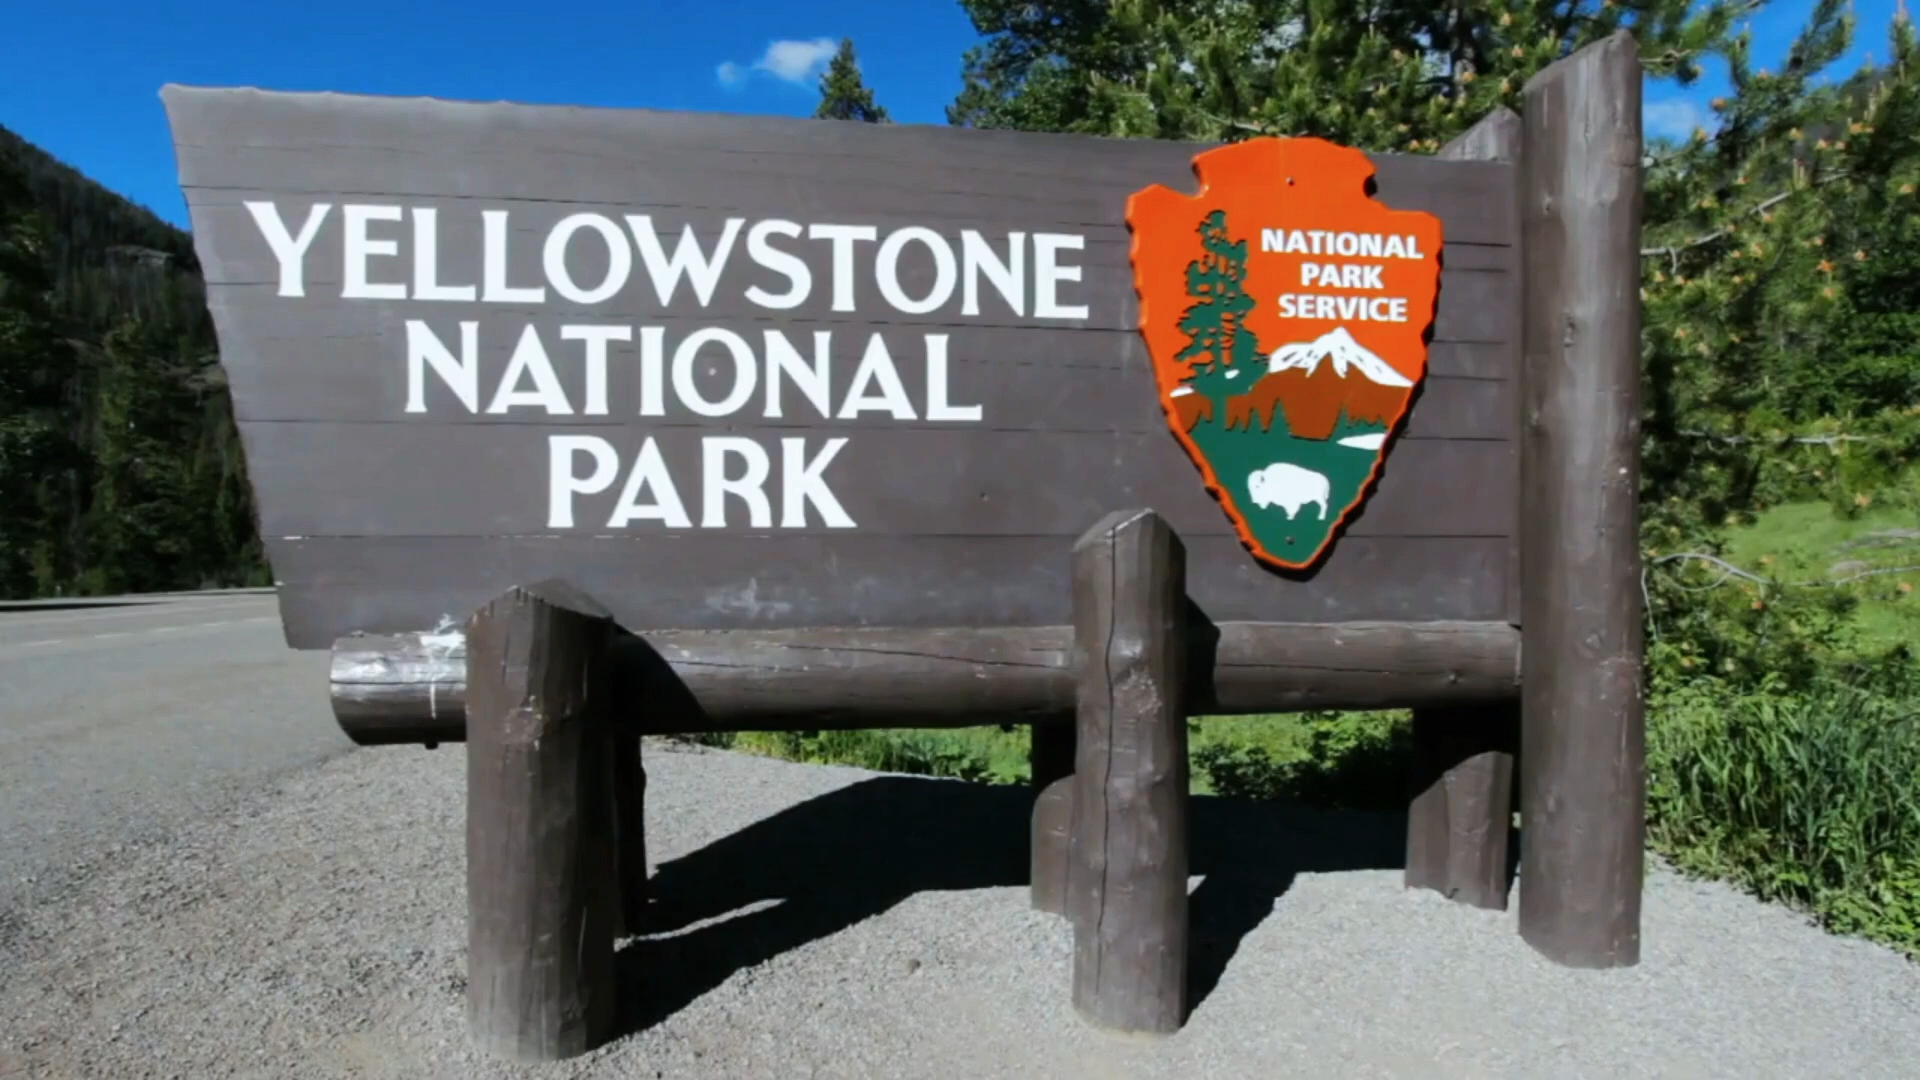 YELLOWSTONE
NATIONAL
PARK
NATIONAL
PARK
SERVICE